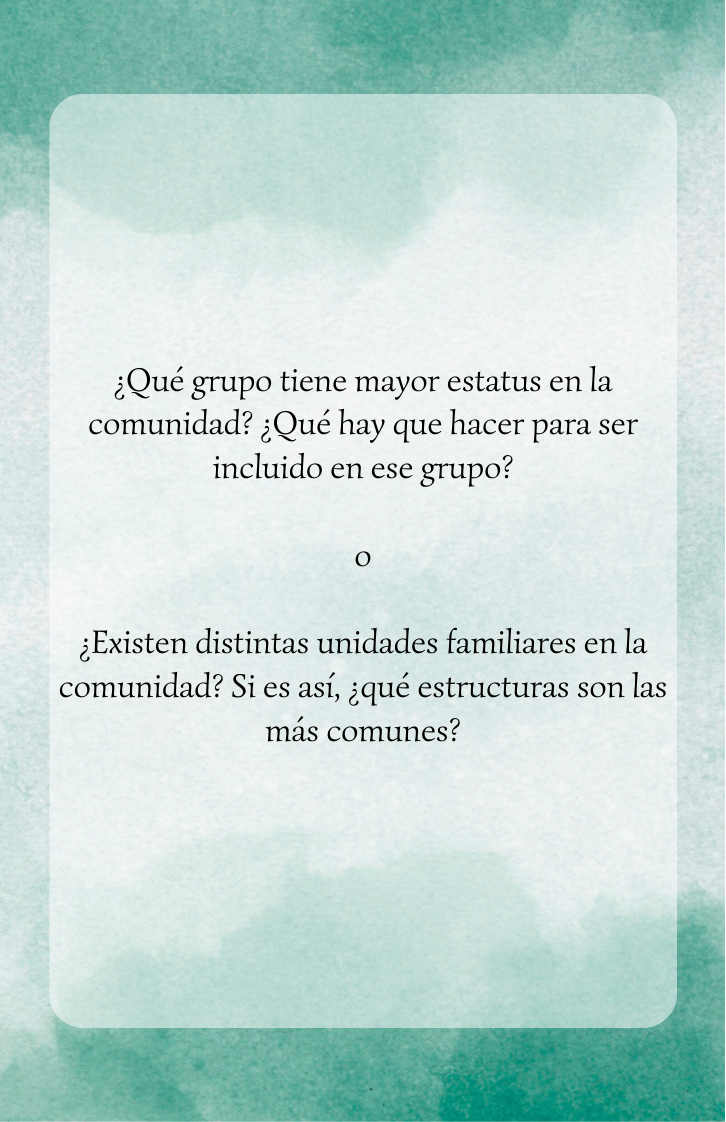 ¿Qué grupo tiene mayor estatus en la
comunidad? ¿Qué hay que hacer para ser
incluido en ese grupo?
o
¿Existen distintas unidades familiares en la
comunidad? Si es así, ¿qué estructuras son las
más comunes?